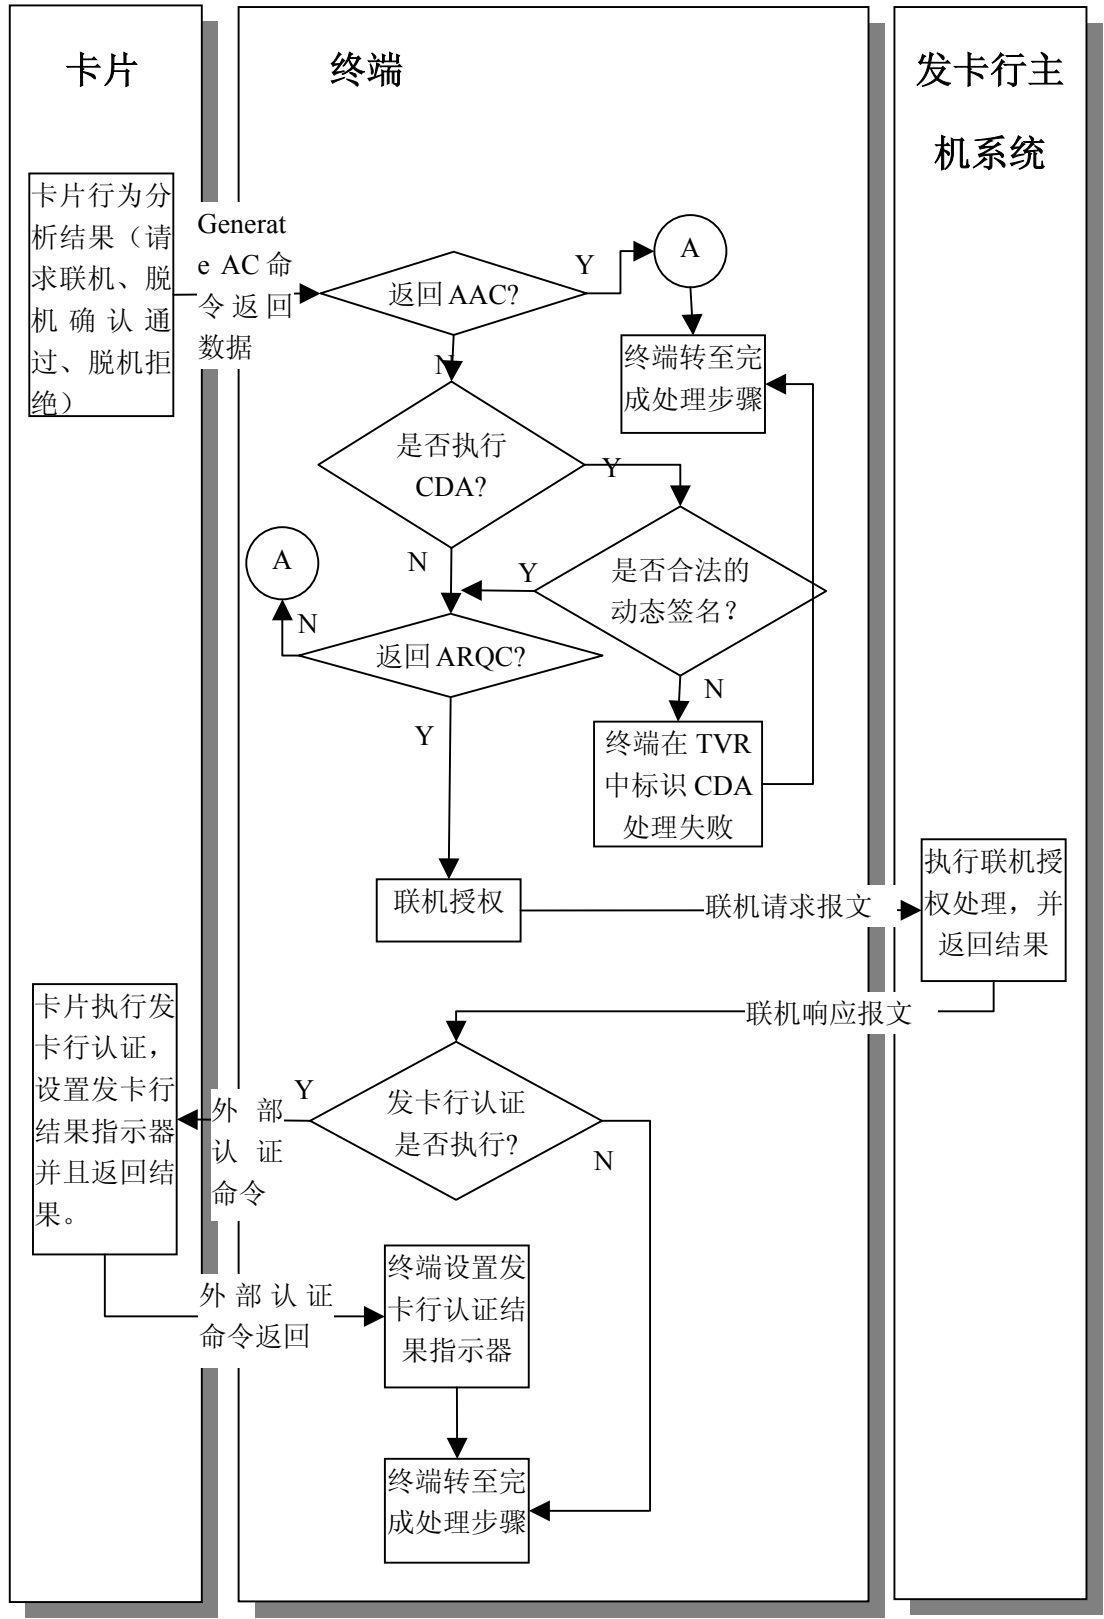 卡片
终端
发卡行主
机系统
卡片行为分
析结果（请
求联机、脱
机确认通
过、脱机拒
绝）
Generat
e AC命
令返回
数据
返回AAC?
Y
A
N
终端转至完
成处理步骤
是否执行
CDA?
Y
A
N
Y
是否合法的
动态签名?
N
返回ARQC?
N
Y
终端在 TVR
中标识 CDA
处理失败
联机授权
联机请求报文
执行联机授
权处理，并
返回结果
联机响应报文
卡片执行发
卡行认证，
设置发卡行
结果指示器
并且返回结
果。
Y
外部
认证
命令
发卡行认证
是否执行?
N
终端设置发
卡行认证结
果指示器
外部认证
命令返回
终端转至完
成处理步骤